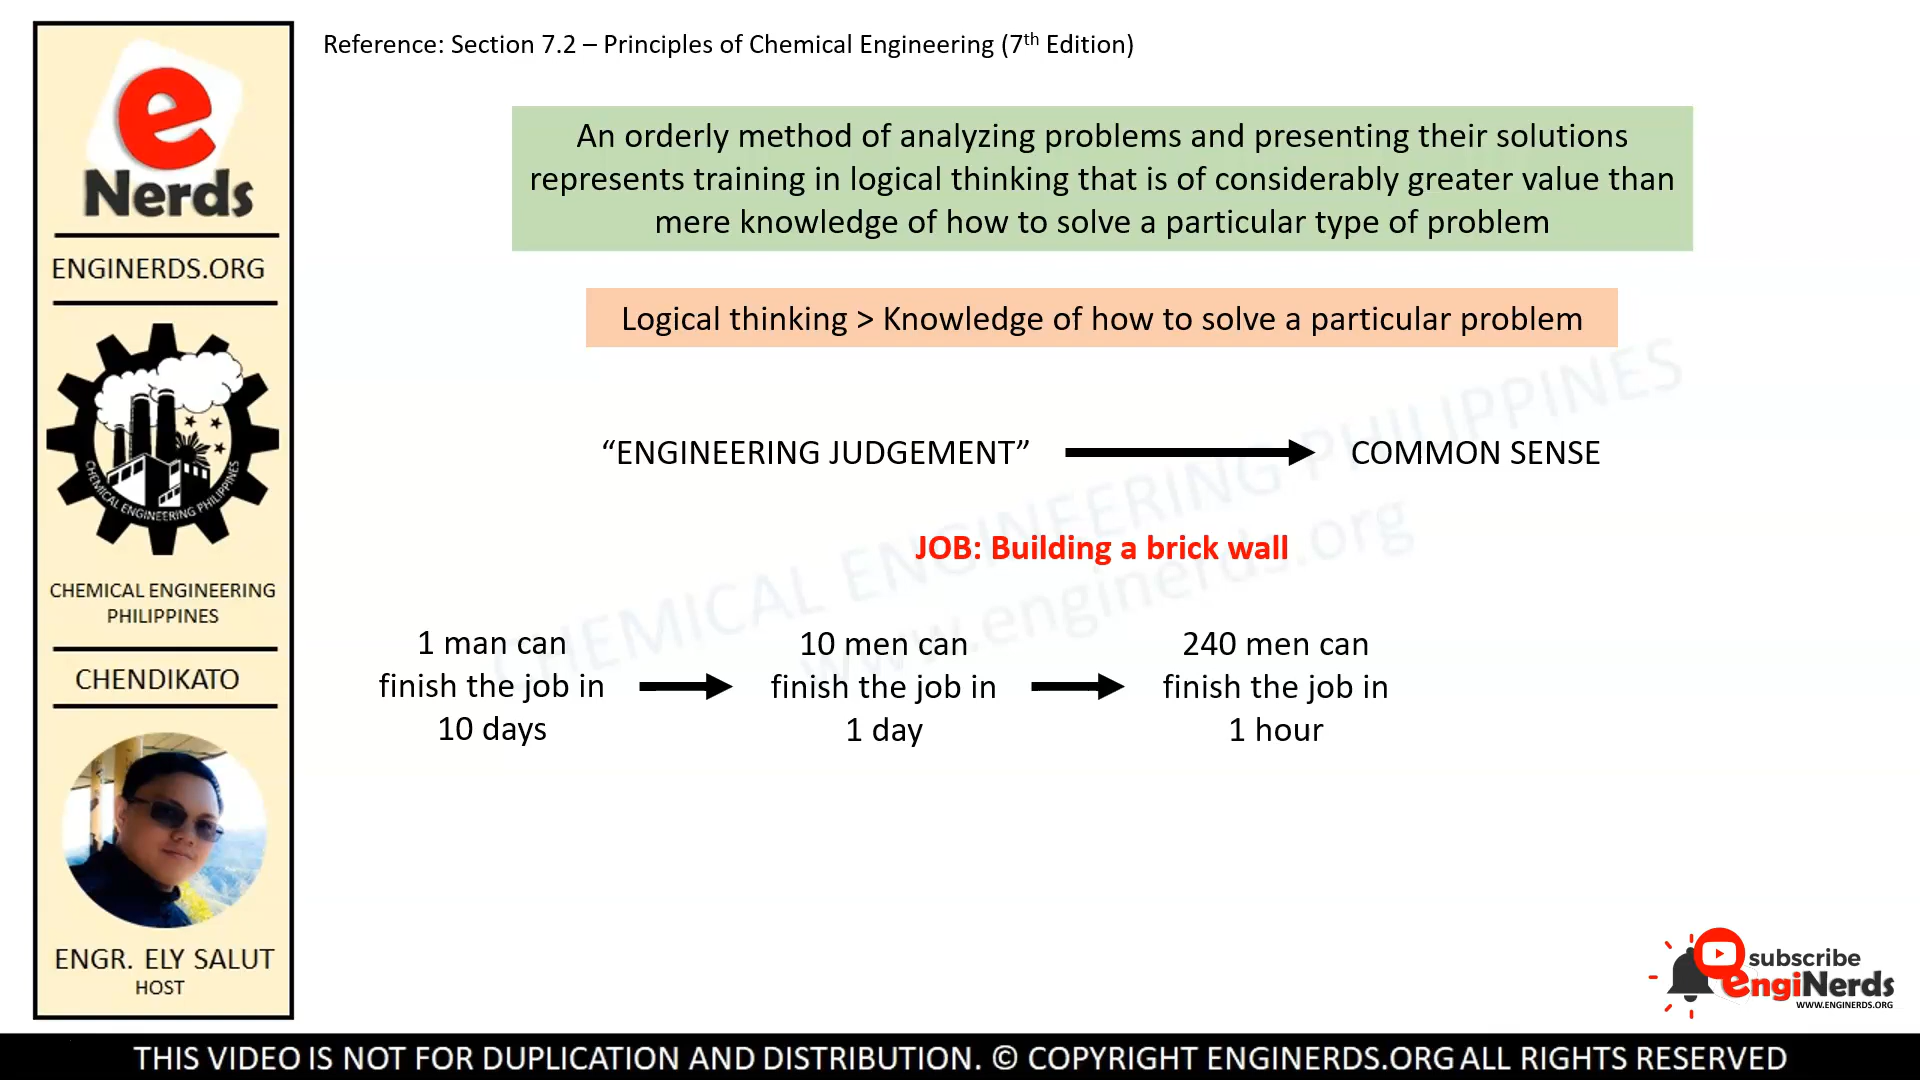 e
Nerds
ENGINERDS.ORG
CHEMICAL ENGINEERING PHILIPPINES
CHEMICAL ENGINEERING
PHILIPPINES
CHENDIKATO
ENGR. ELY SALUT
HOST
Reference: Section 7.2 – Principles of Chemical Engineering (7th Edition)
An orderly method of analyzing problems and presenting their solutions
represents training in logical thinking that is of considerably greater value than
mere knowledge of how to solve a particular type of problem
Logical thinking > Knowledge of how to solve a particular problem
“ENGINEERING JUDGEMENT”
COMMON SENSE
CHEMICAL ENGINEERING PHILIPPINES
www.enginerds.org
JOB: Building a brick wall
1 man can
finish the job in
10 days
10 men can
finish the job in
1 day
240 men can
finish the job in
1 hour
subscribe
engiNerds
WWW.ENGINERDS.ORG
THIS VIDEO IS NOT FOR DUPLICATION AND DISTRIBUTION. © COPYRIGHT ENGINERDS.ORG ALL RIGHTS RESERVED